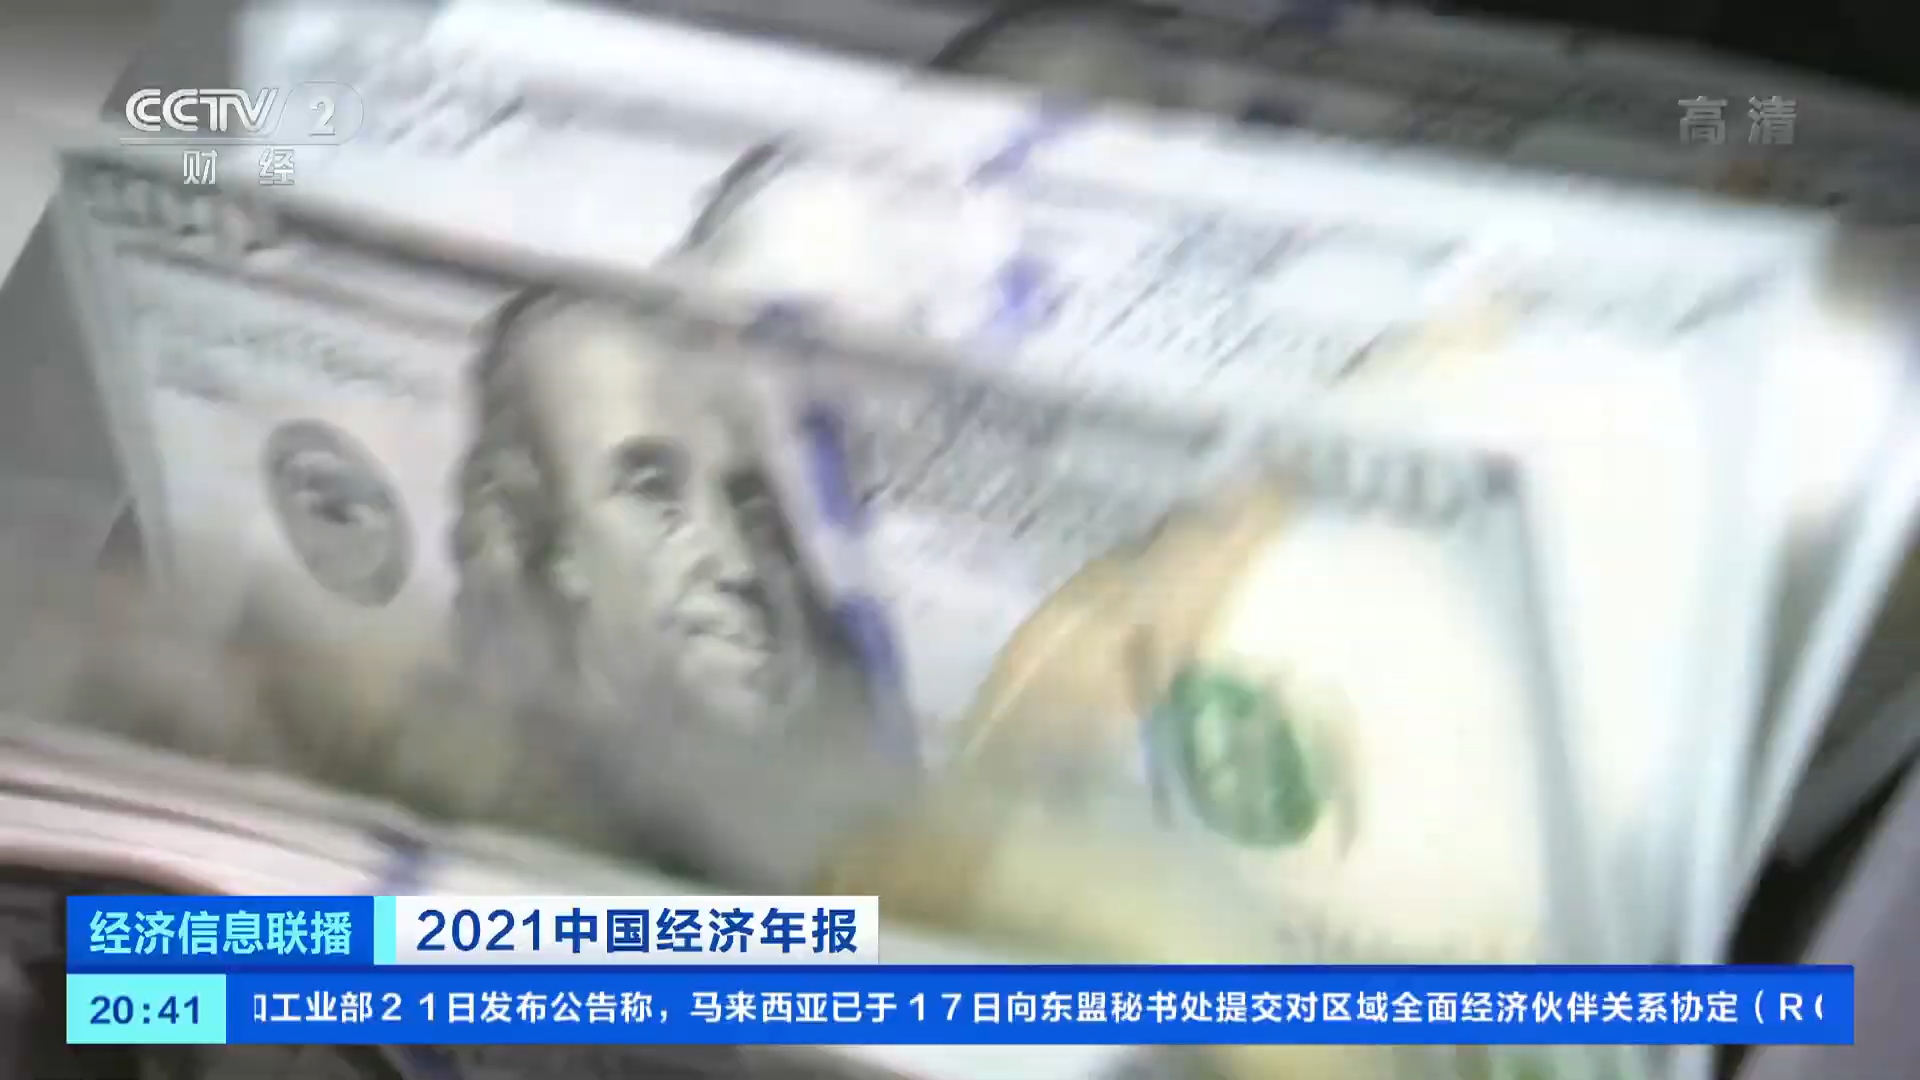 CCTV 2
财经
高清
经济信息联播
2021中国经济年报
20:41
工业部21日发布公告称，马来西亚已于17日向东盟秘书处提交对区域全面经济伙伴关系协定（R